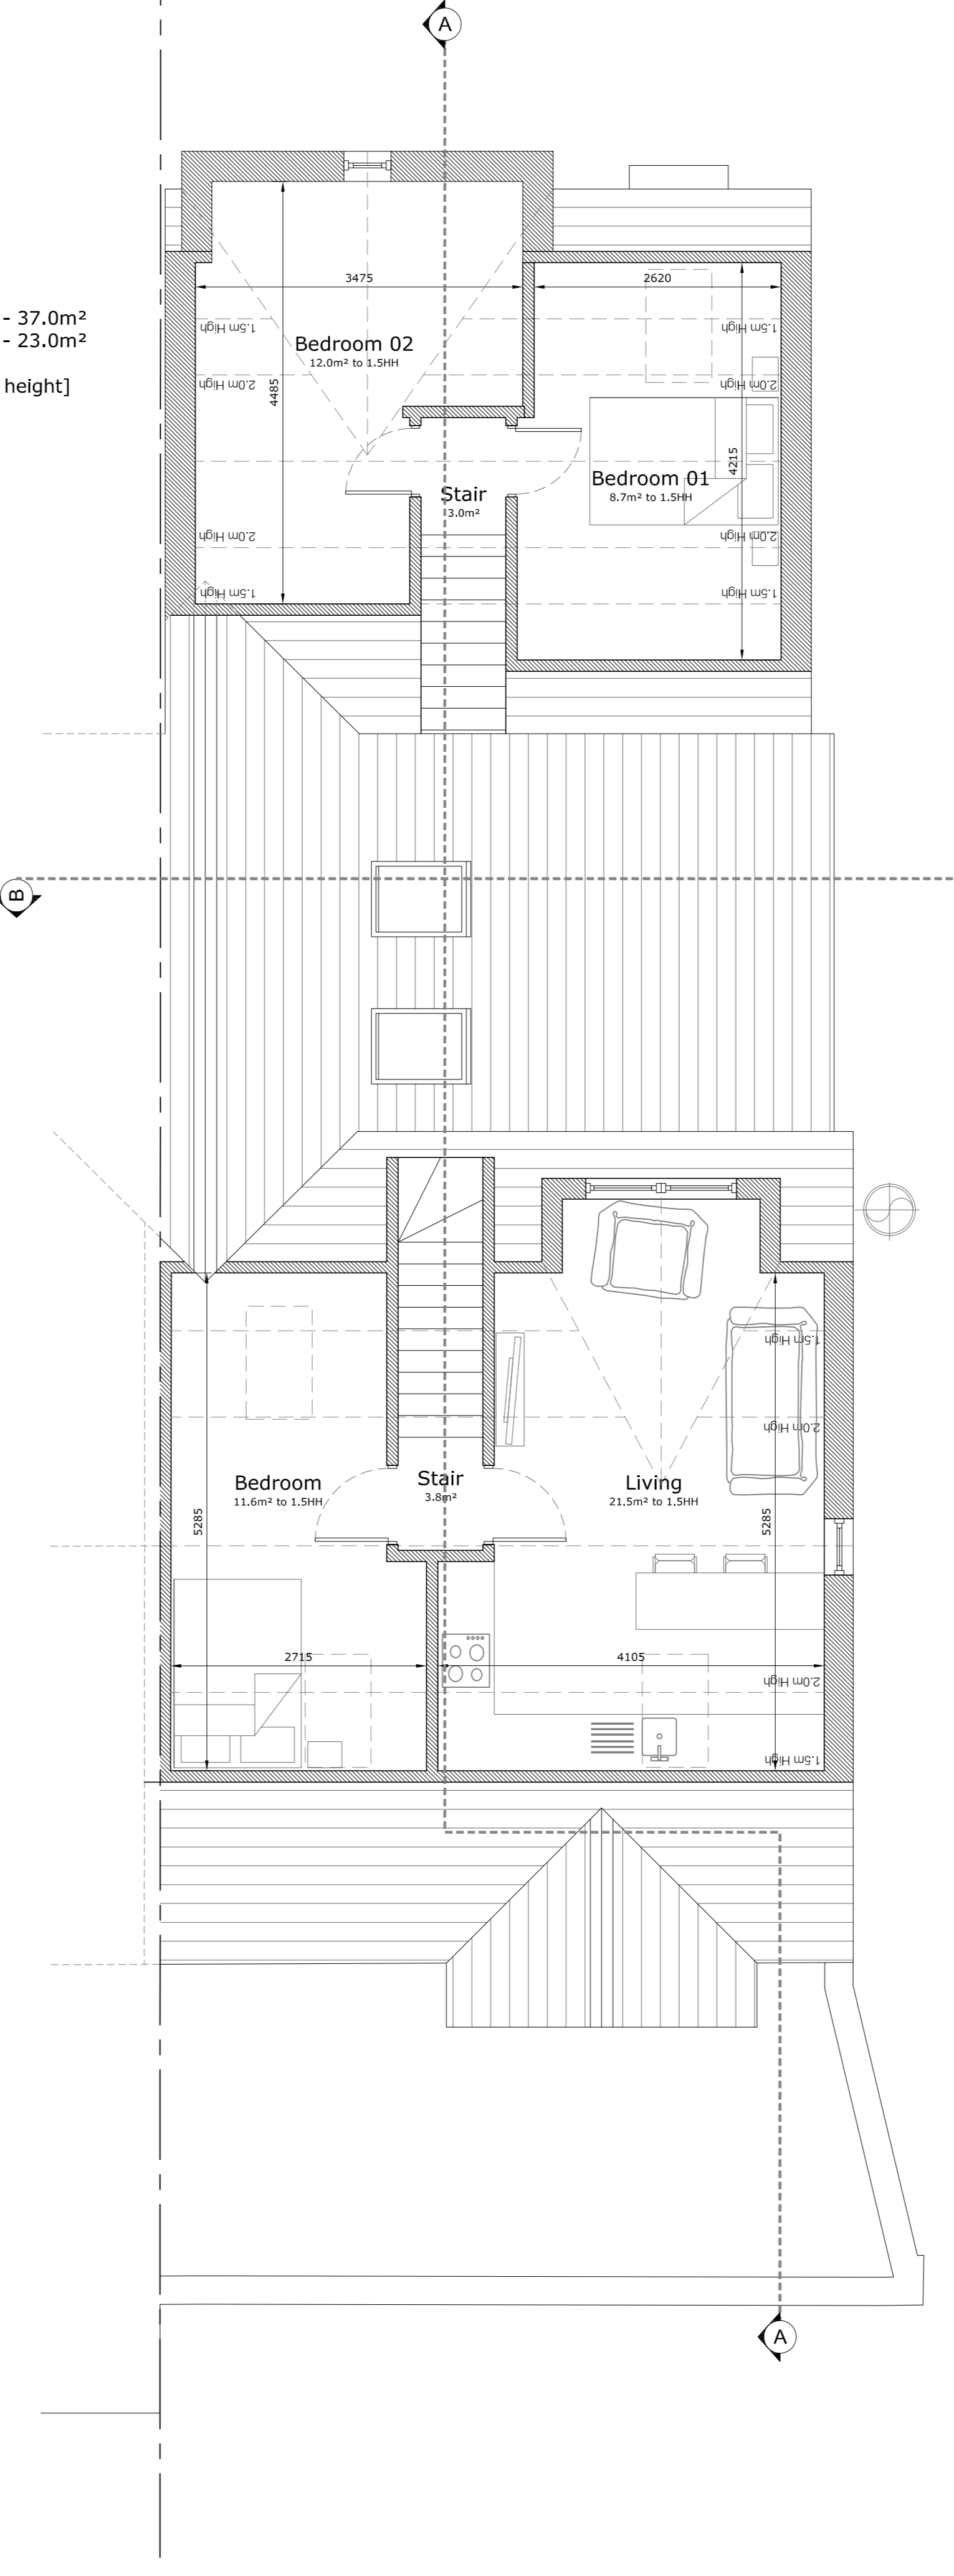 A
3475
2620
- 37.0m²
- 23.0m²
1.5m High
1.5m High
Bedroom 02
12.0m² to 1.5HH
height]
2.0m High
2.0m High
4485
4215
Bedroom 01
8.7m² to 1.5HH
Stair
3.0m²
2.0m High
2.0m High
1.5m High
1.5m High
B
1.5m High
2.0m High
Bedroom
11.6m² to 1.5HH
Stair
3.8m²
Living
21.5m² to 1.5HH
5285
5285
2715
4105
2.0m High
1.5m High
A